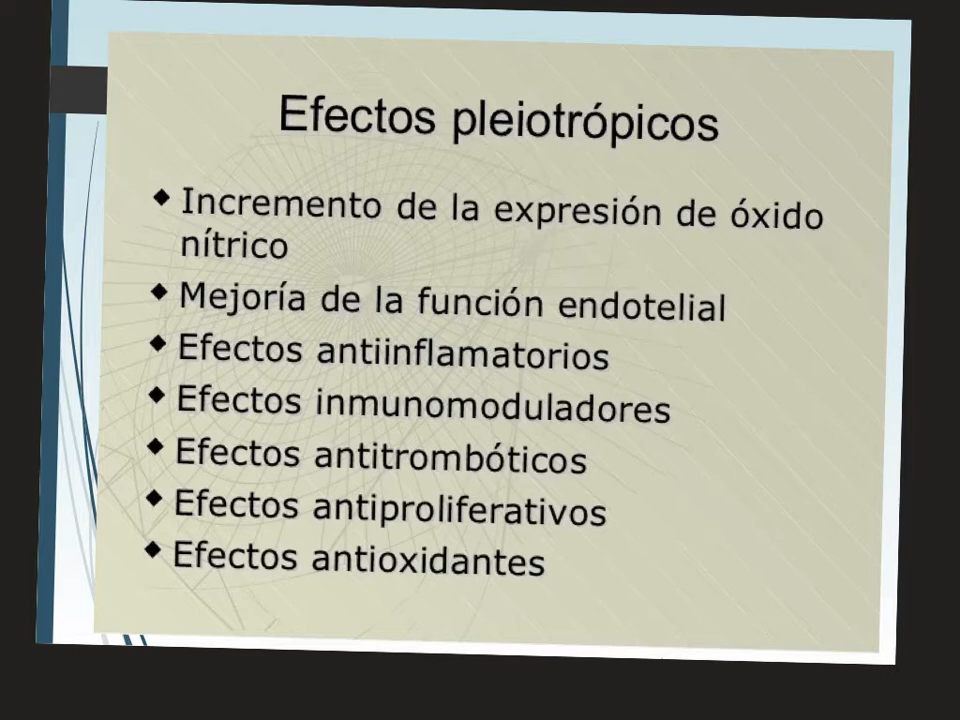 Efectos pleiotrópicos
◆ Incremento de la expresión de óxido
nítrico
◆ Mejoría de la función endotelial
◆ Efectos antiinflamatorios
◆ Efectos inmunomoduladores
◆ Efectos antitrombóticos
◆ Efectos antiproliferativos
◆ Efectos antioxidantes